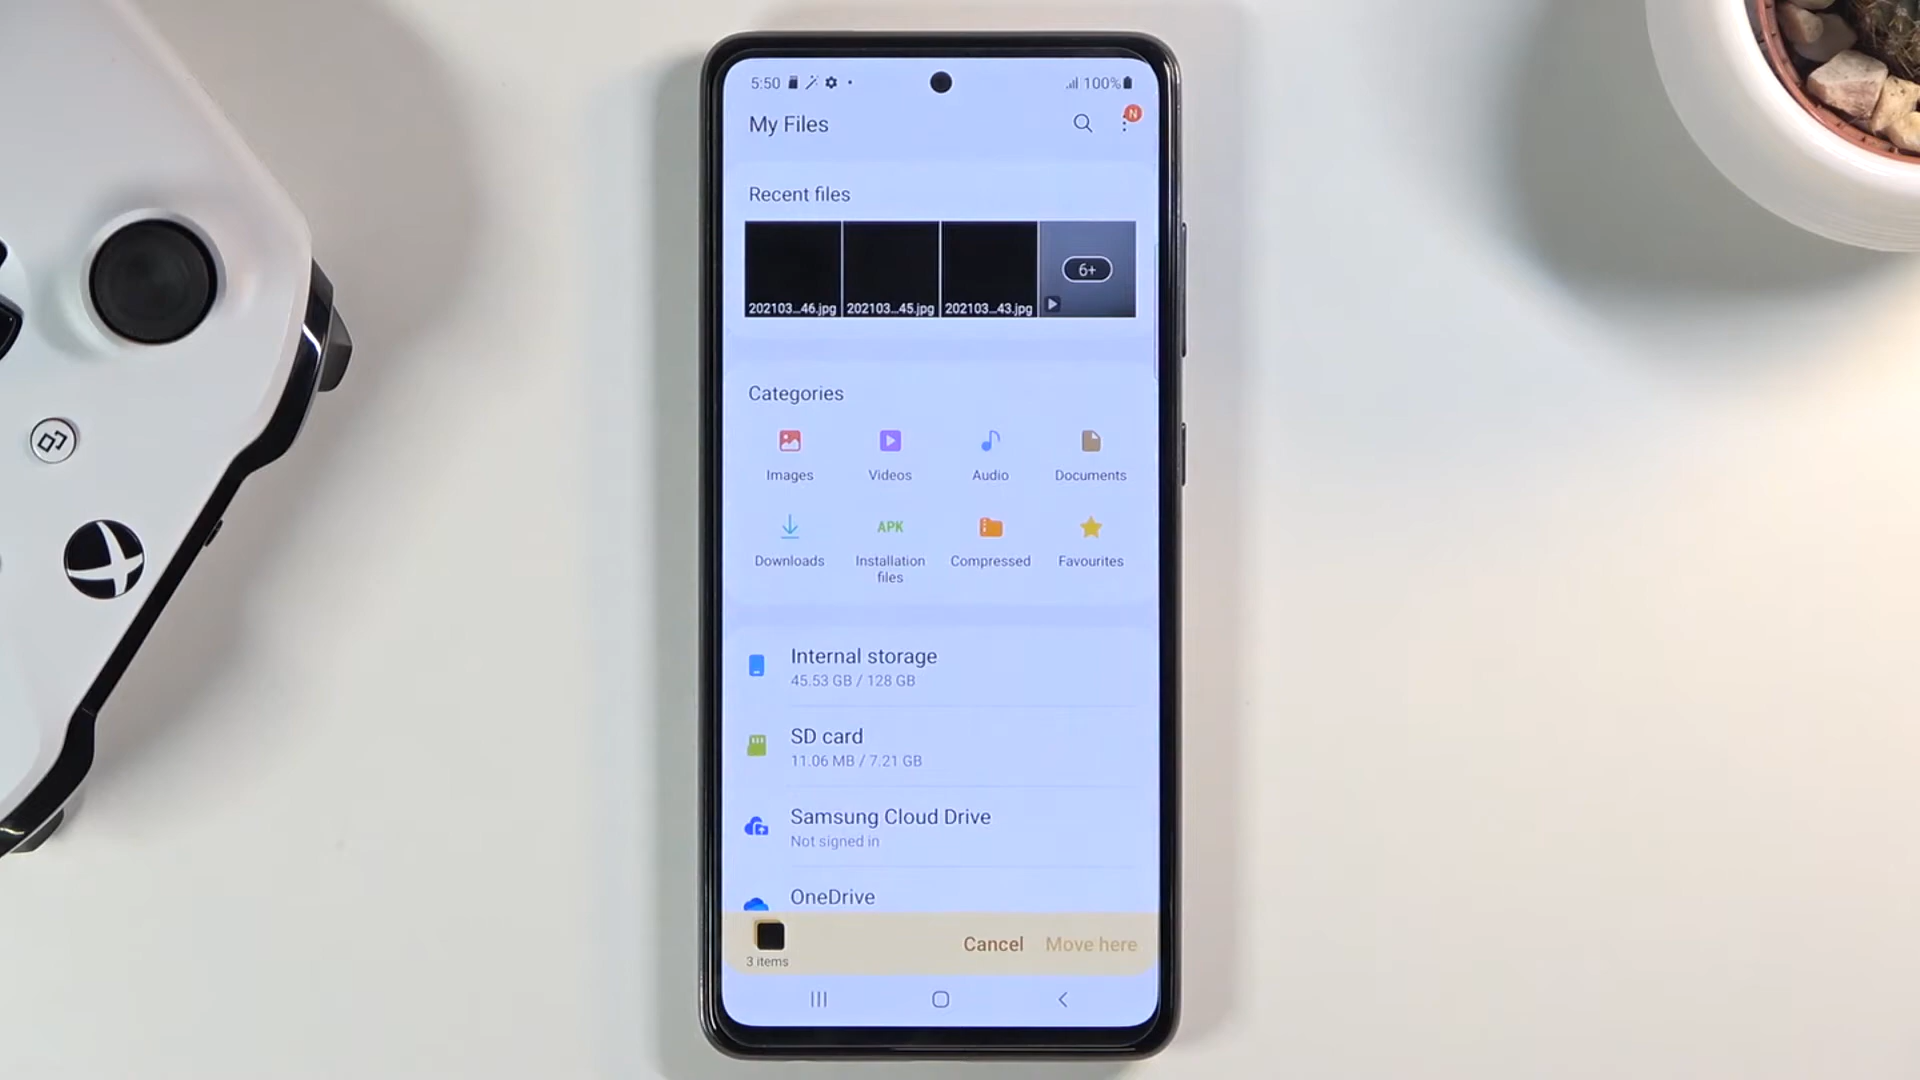 5:50
100%
My Files
N
Recent files
202103...46.jpg
202103...45.jpg
202103...43.jpg
6+
Categories
Images
Videos
Audio
Documents
APK
Downloads
Installation files
Compressed
Favourites
Internal storage
45.53 GB / 128 GB
SD card
11.06 MB / 7.21 GB
Samsung Cloud Drive
Not signed in
OneDrive
3 items
Cancel
Move here